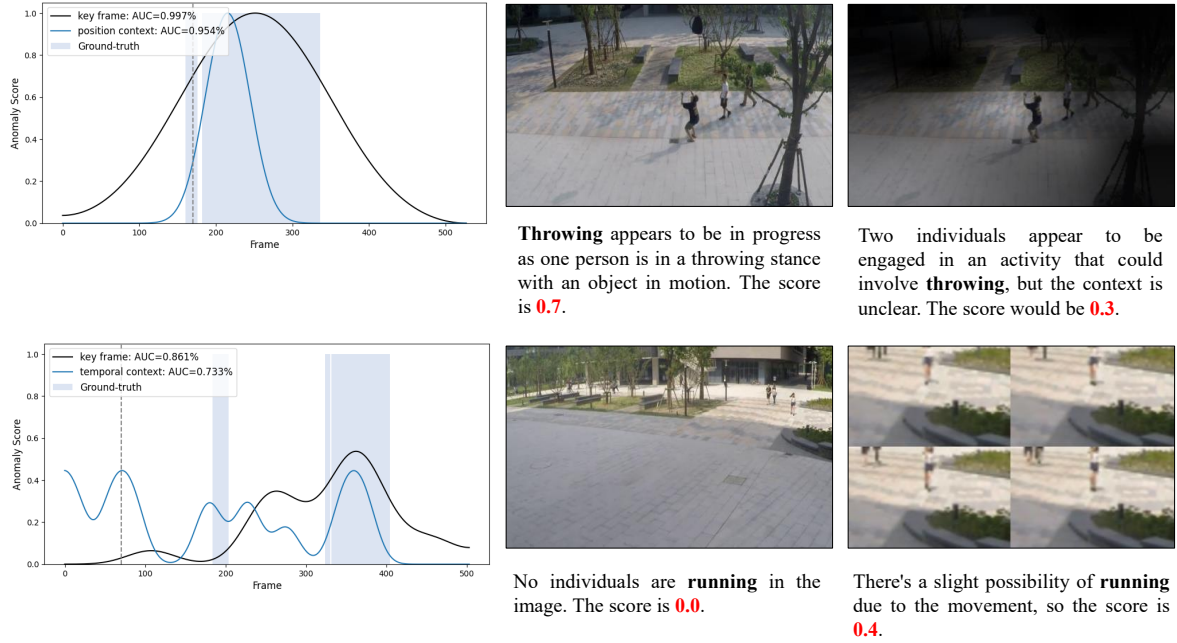 key frame: AUC=0.997%
position context: AUC=0.954%
Ground-truth
1.0
0.8
0.6
0.4
0.2
0.0
Anomaly Score
0
100
200
300
400
500
Frame
Throwing appears to be in progress
as one person is in a throwing stance
with an object in motion. The score
is 0.7.
Two individuals appear to be
engaged in an activity that could
involve throwing, but the context is
unclear. The score would be 0.3.
key frame: AUC=0.861%
temporal context: AUC=0.733%
Ground-truth
1.0
0.8
0.6
0.4
0.2
0.0
Anomaly Score
0
100
200
300
400
500
Frame
No individuals are running in the
image. The score is 0.0.
There's a slight possibility of running
due to the movement, so the score is
0.4.